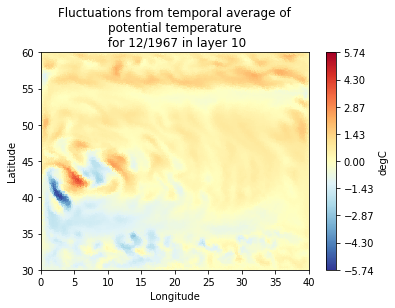 Fluctuations from temporal average of
potential temperature
for 12/1967 in layer 10
60
55
50
45
40
35
30
Latitude
0 5 10 15 20 25 30 35 40
Longitude
5.74
4.30
2.87
1.43
0.00
−1.43
−2.87
−4.30
−5.74
degC